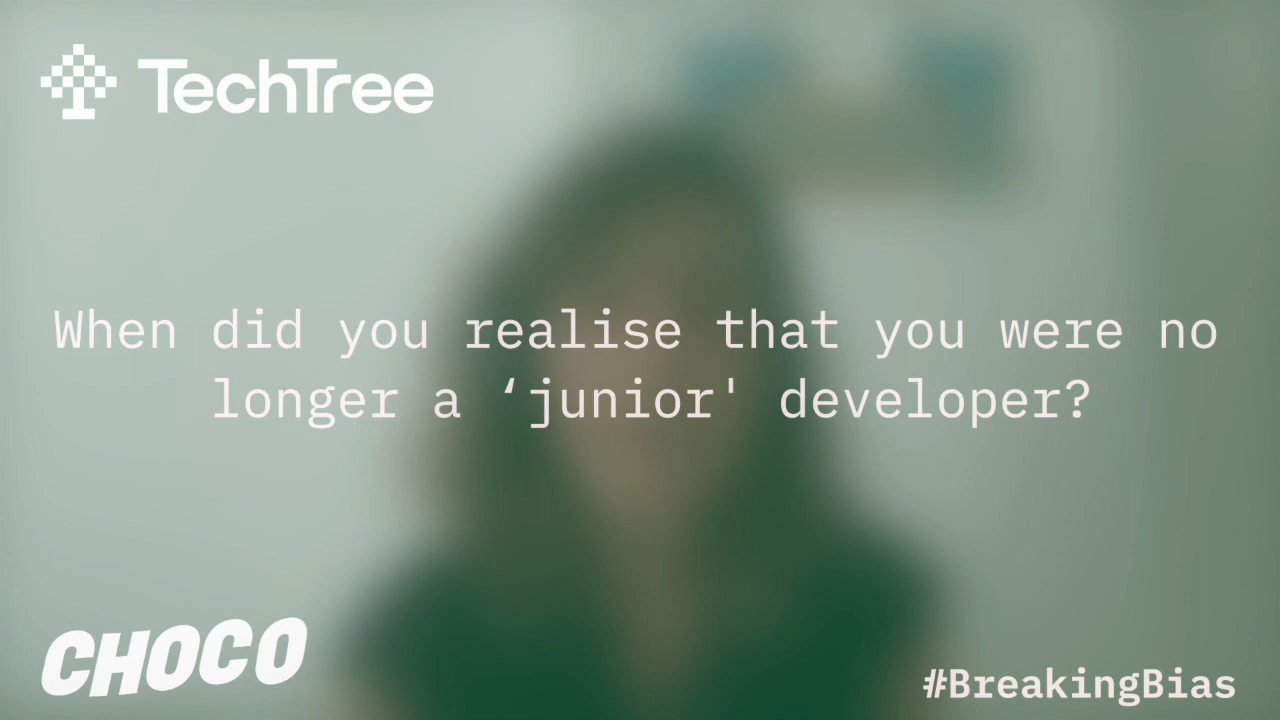 TechTree
When did you realise that you were no
longer a ‘junior' developer?
CHOCO
#BreakingBias